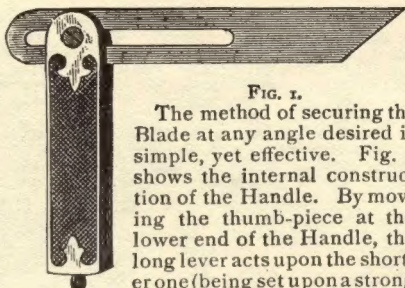 FIG. 1.
The method of securing th
Blade at any angle desired i
simple, yet effective. Fig.
shows the internal construc
tion of the Handle. By mov
ing the thumb-piece at th
lower end of the Handle, th
long lever acts upon the short
er one (being set upon a strong